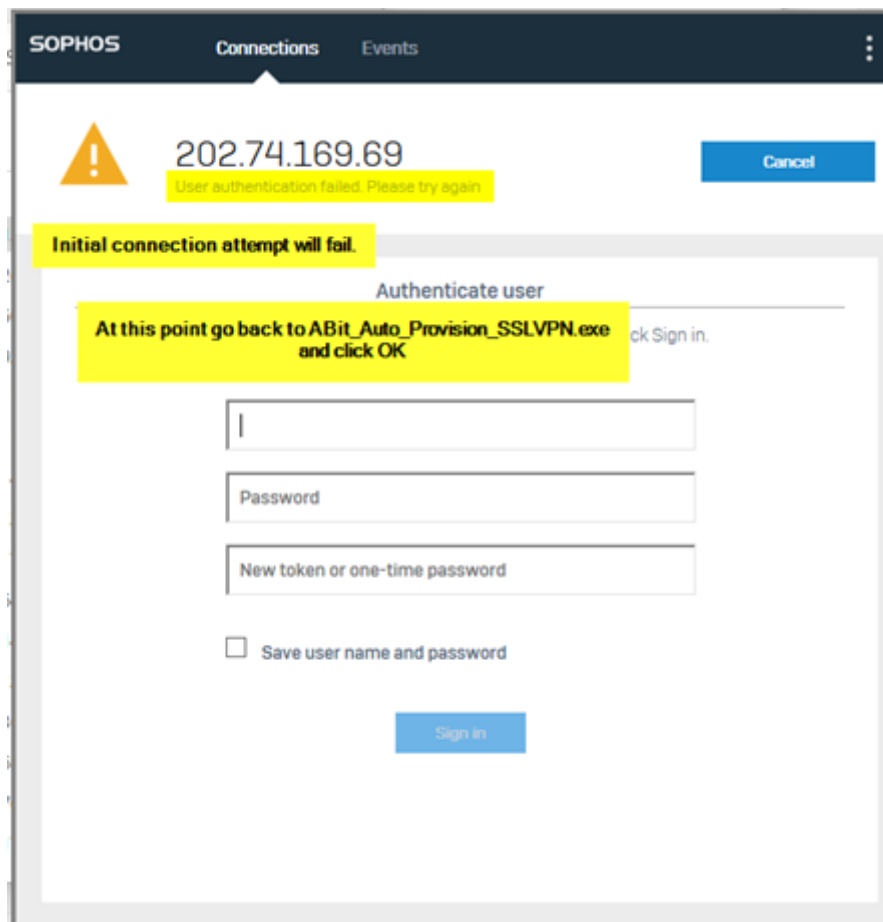 SOPHOS Connections Events
202.74.169.69
Cancel
User authentication failed. Please try again
Initial connection attempt will fail.
Authenticate user
At this point go back to ABit_Auto_Provision_SSLVPN.exe
and click OK
ck Sign in.
Password
New token or one-time password
Save user name and password
Sign in